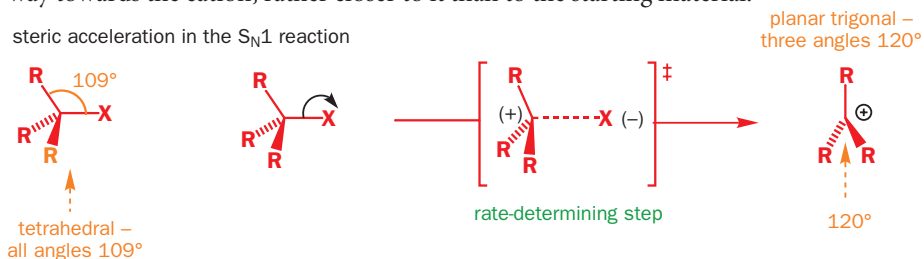 way towards the cation, rather closer to it than to the starting material.
steric acceleration in the SN1 reaction
planar trigonal –
three angles 120°
R
109°
X
R
R
R
X
R
R
‡
R
(+)
X (–)
R
R
R
+
R
R
rate-determining step
120°
tetrahedral –
all angles 109°